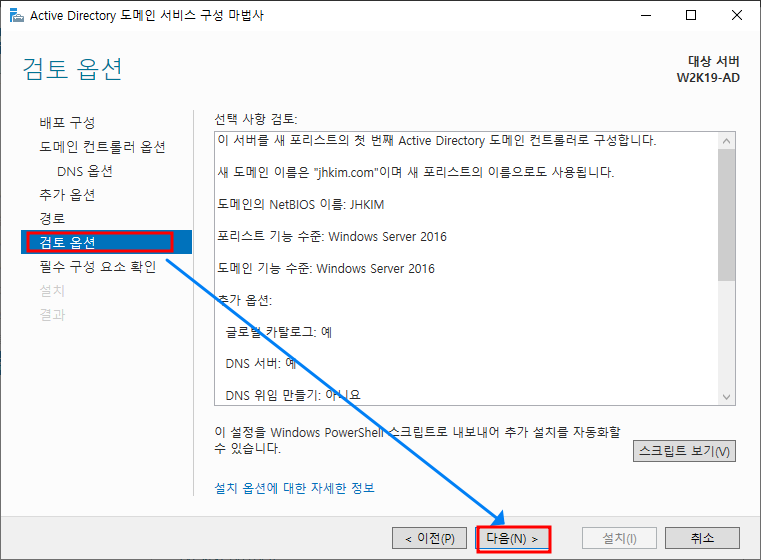 Active Directory 도메인 서비스 구성 마법사
검토 옵션
대상 서버
W2K19-AD
배포 구성
도메인 컨트롤러 옵션
DNS 옵션
추가 옵션
경로
검토 옵션
필수 구성 요소 확인
설치
결과
선택 사항 검토:
이 서버를 새 포리스트의 첫 번째 Active Directory 도메인 컨트롤러로 구성합니다.
새 도메인 이름은 "jhkim.com"이며 새 포리스트의 이름으로도 사용됩니다.
도메인의 NetBIOS 이름: JHKIM
포리스트 기능 수준: Windows Server 2016
도메인 기능 수준: Windows Server 2016
추가 옵션:
글로벌 카탈로그: 예
DNS 서버: 예
DNS 위임 만들기: 아니요
이 설정을 Windows PowerShell 스크립트로 내보내어 추가 설치를 자동화할
수 있습니다.
스크립트 보기(V)
설치 옵션에 대한 자세한 정보
< 이전(P)
다음(N) >
설치(I)
취소